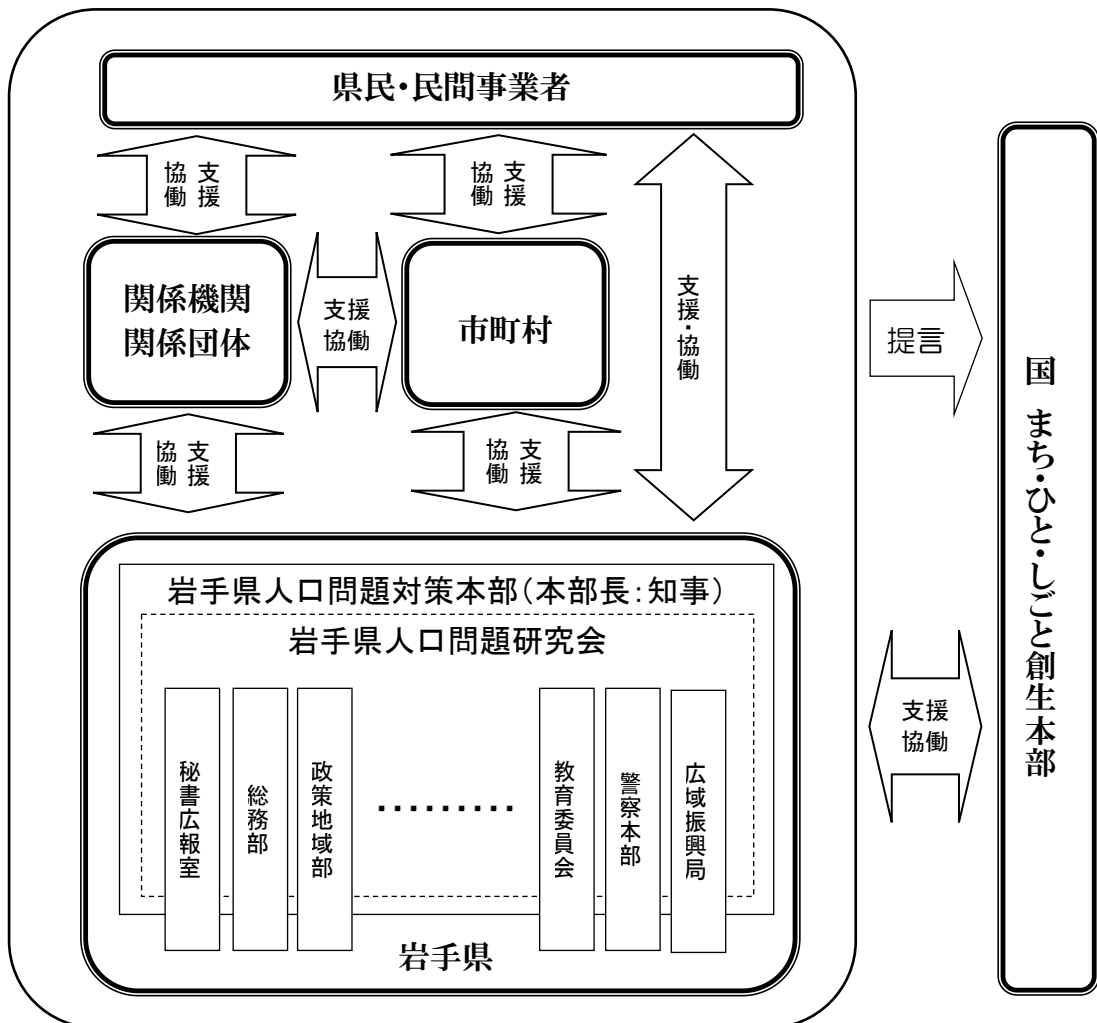 県民・民間事業者
支援
協働
支援
協働
関係機関
関係団体
支援
協働
市町村
支援・協働
支援
協働
支援
協働
提言
国 まち・ひと・しごと創生本部
支援
協働
岩手県人口問題対策本部（本部長：知事）
岩手県人口問題研究会
秘書広報室
総務部
政策地域部
………
教育委員会
警察本部
広域振興局
岩手県